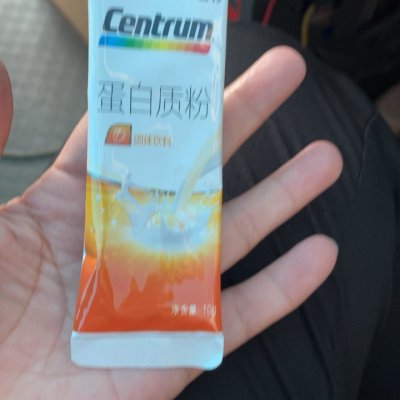 Centrum
蛋白质粉
固体饮料
净含量: 10g